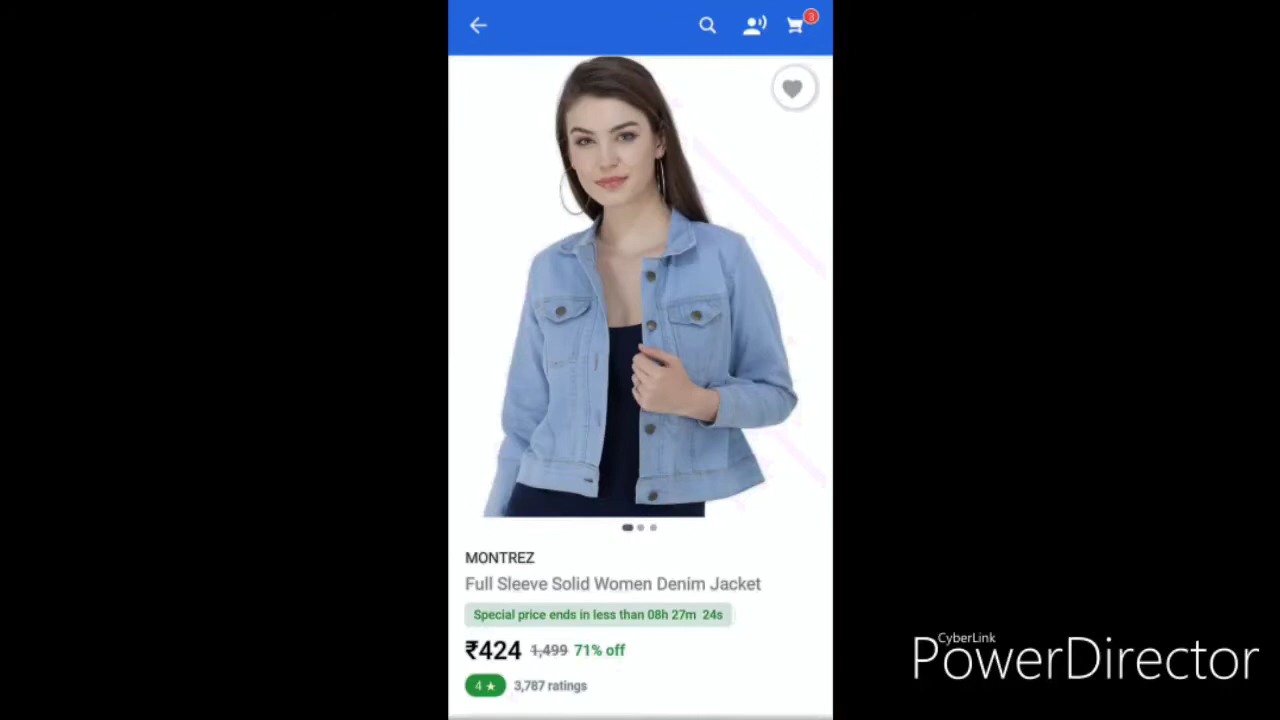 3
MONTREZ
Full Sleeve Solid Women Denim Jacket
Special price ends in less than 08h 27m 24s
₹424 1,499 71% off
4 ★ 3,787 ratings
CyberLink
PowerDirector